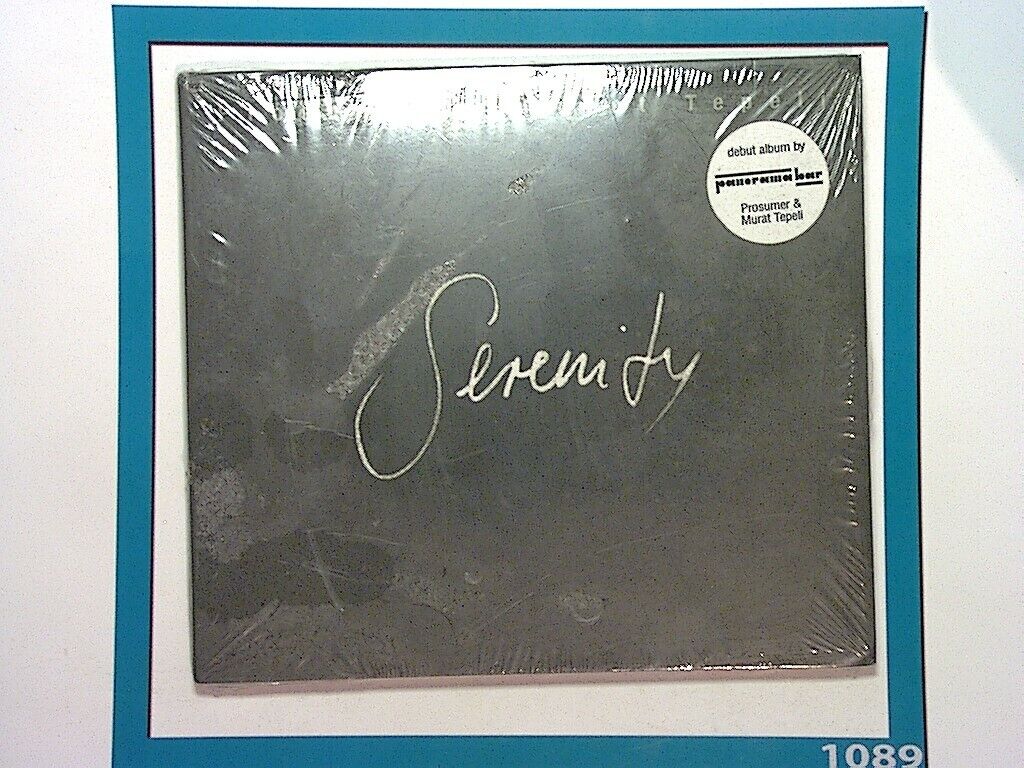 Tepeli
debut album by
panoramabar
Prosumer &
Murat Tepeli
Serenity
1089